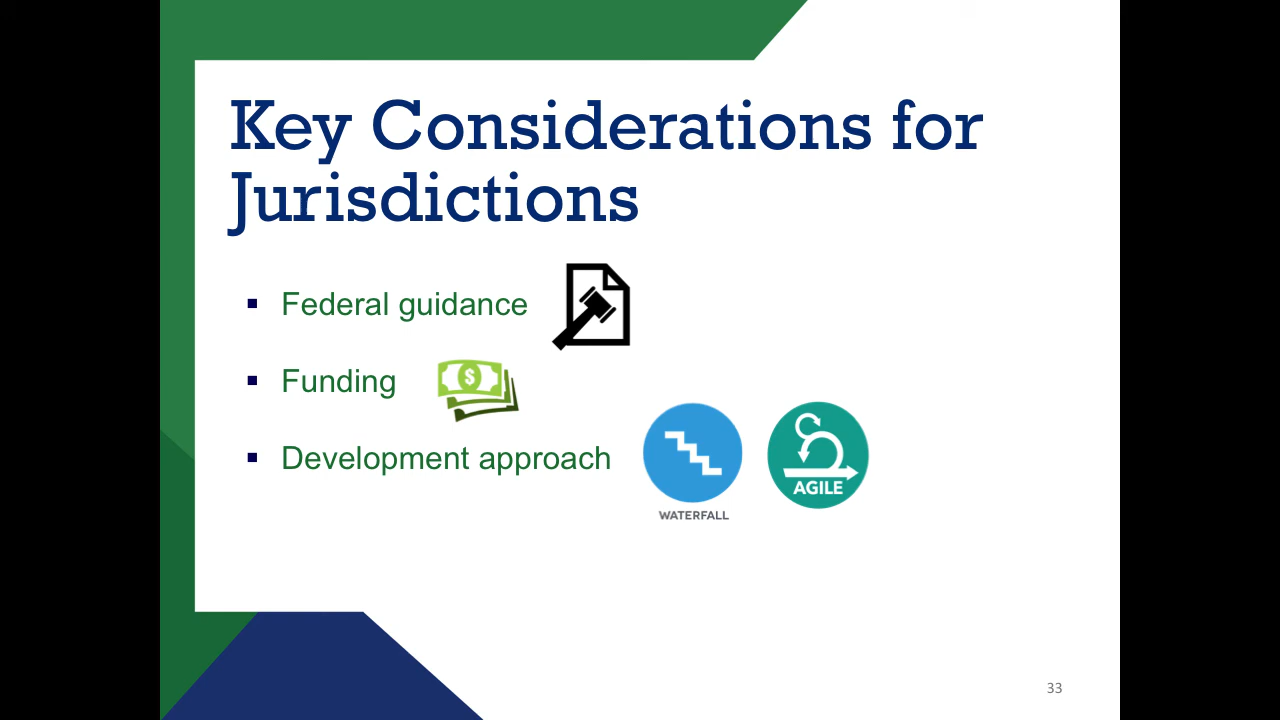 Key Considerations for
Jurisdictions
▪ Federal guidance
▪ Funding
$
▪ Development approach
WATERFALL
AGILE
33